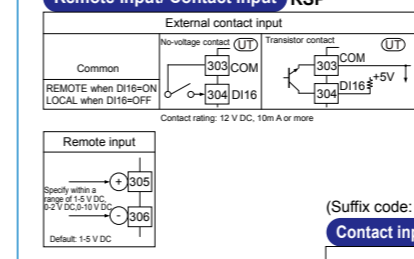 Remote input/ Contact input RSP
External contact input
No-voltage contact UT
Transistor contact UT
Common
303 COM
303 COM
REMOTE when DI16=ON
LOCAL when DI16=OFF
304 DI16
304 DI16 +5V
Contact rating: 12 V DC, 10m A or more
Remote input
+ 305
Specify within a
range of 1-5 V DC,
0-2 V DC,0-10 V DC
- 306
Default: 1-5 V DC
(Suffix code:
Contact inp